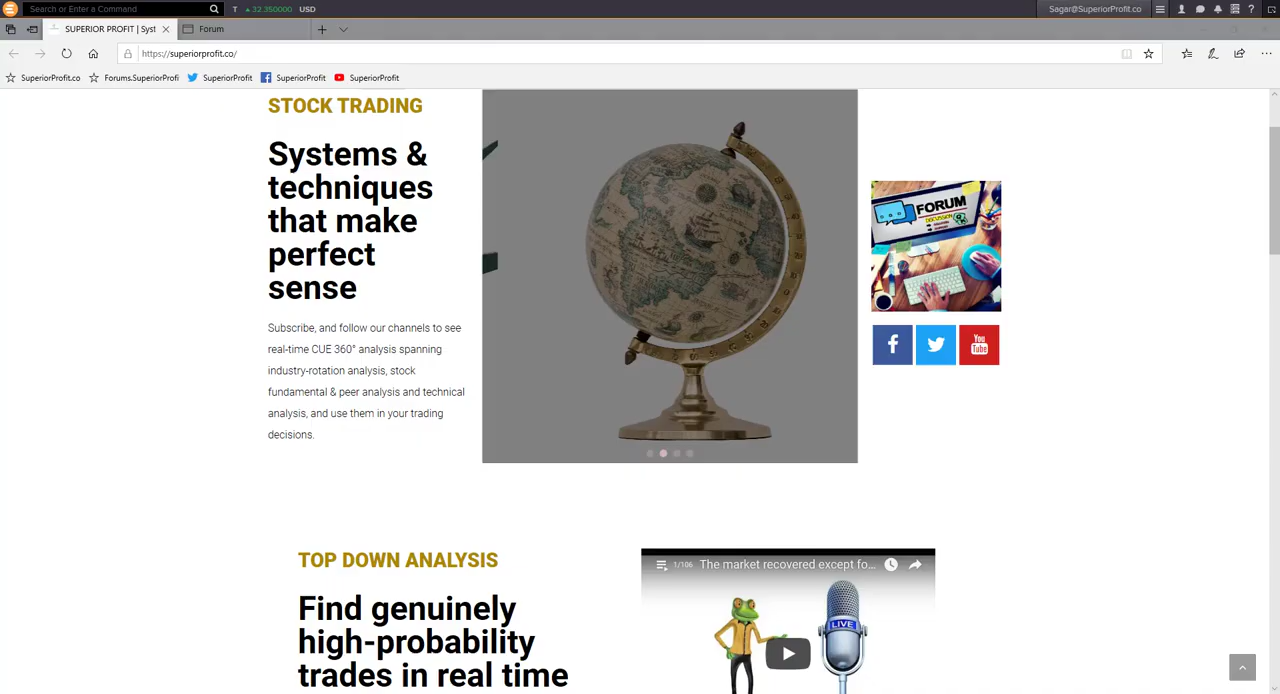 Search or Enter a Command
T
32.350000
USD
Sagar@SuperiorProfit.co
?
SUPERIOR PROFIT | Syst
Forum
https://superiorprofit.co/
SuperiorProfit.co
Forums.SuperiorProfi
SuperiorProfit
SuperiorProfit
SuperiorProfit
STOCK TRADING
Systems &
techniques
that make
perfect
sense
Subscribe, and follow our channels to see
real-time CUE 360° analysis spanning
industry-rotation analysis, stock
fundamental & peer analysis and technical
analysis, and use them in your trading
decisions.
FORUM
DISCUSSION
You
Tube
TOP DOWN ANALYSIS
Find genuinely
high-probability
trades in real time
1/106
The market recovered except fo...
LIVE